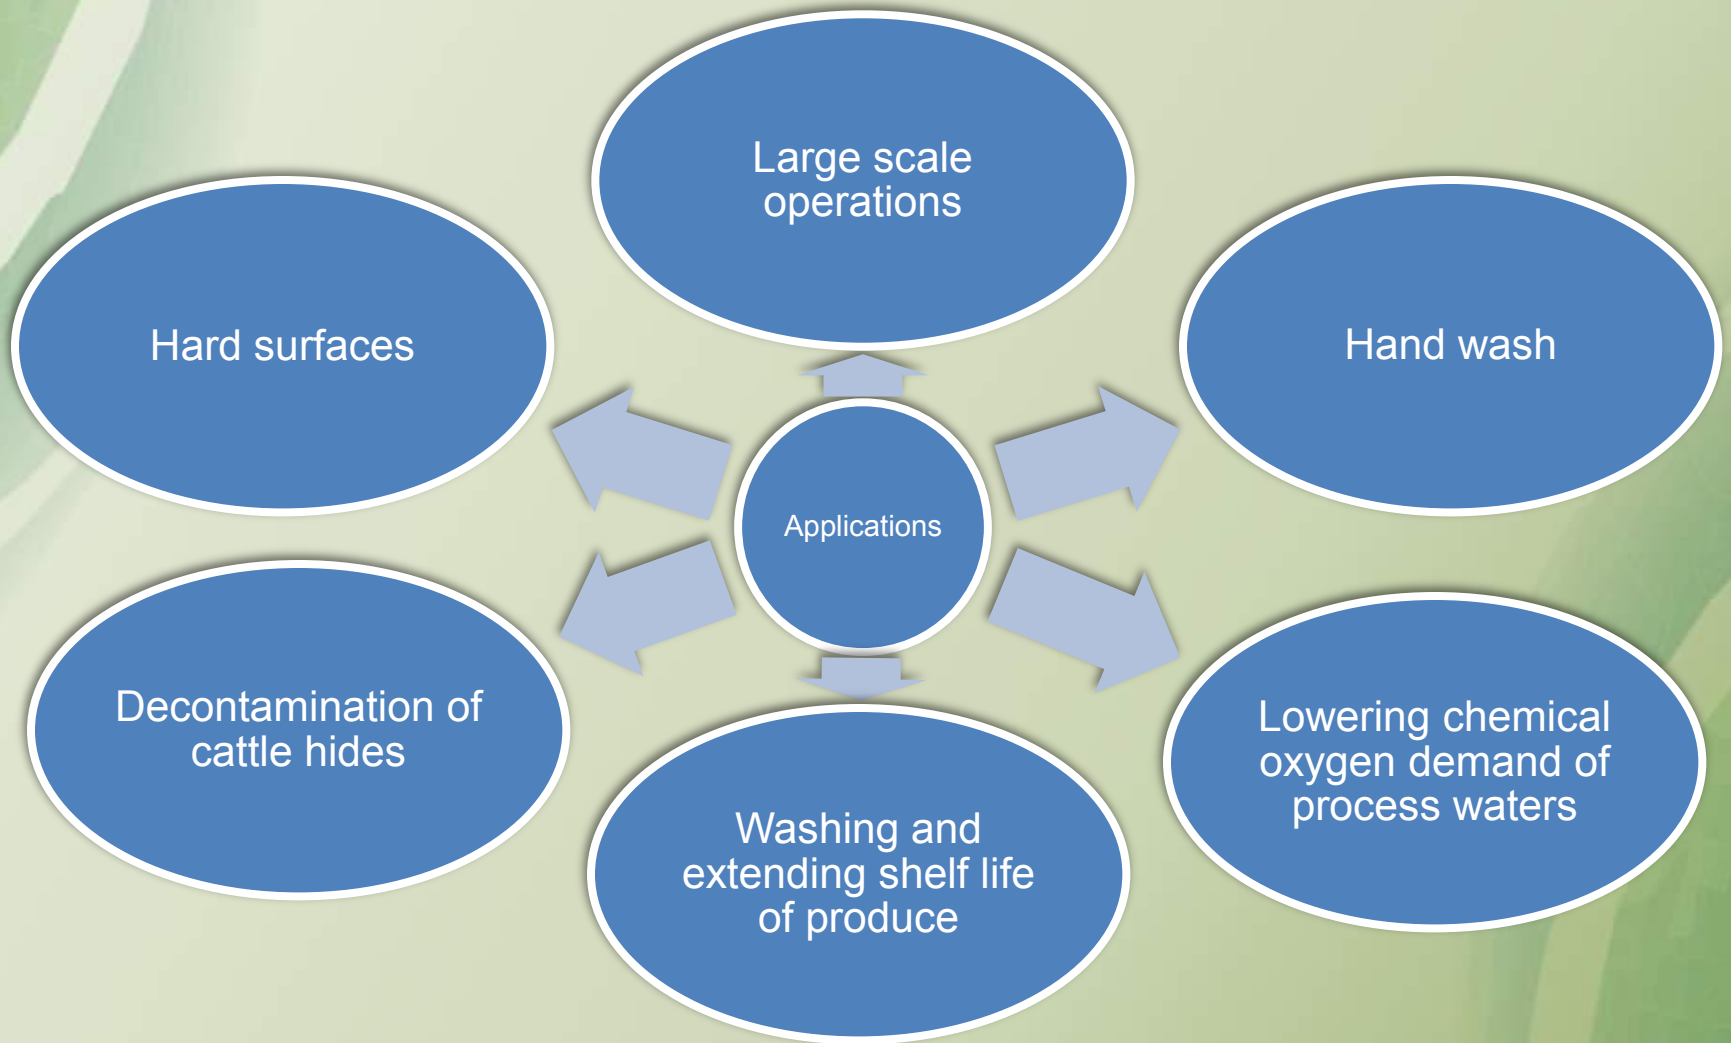 Large scale
operations
Hard surfaces
Hand wash
Applications
Decontamination of
cattle hides
Lowering chemical
oxygen demand of
process waters
Washing and
extending shelf life
of produce